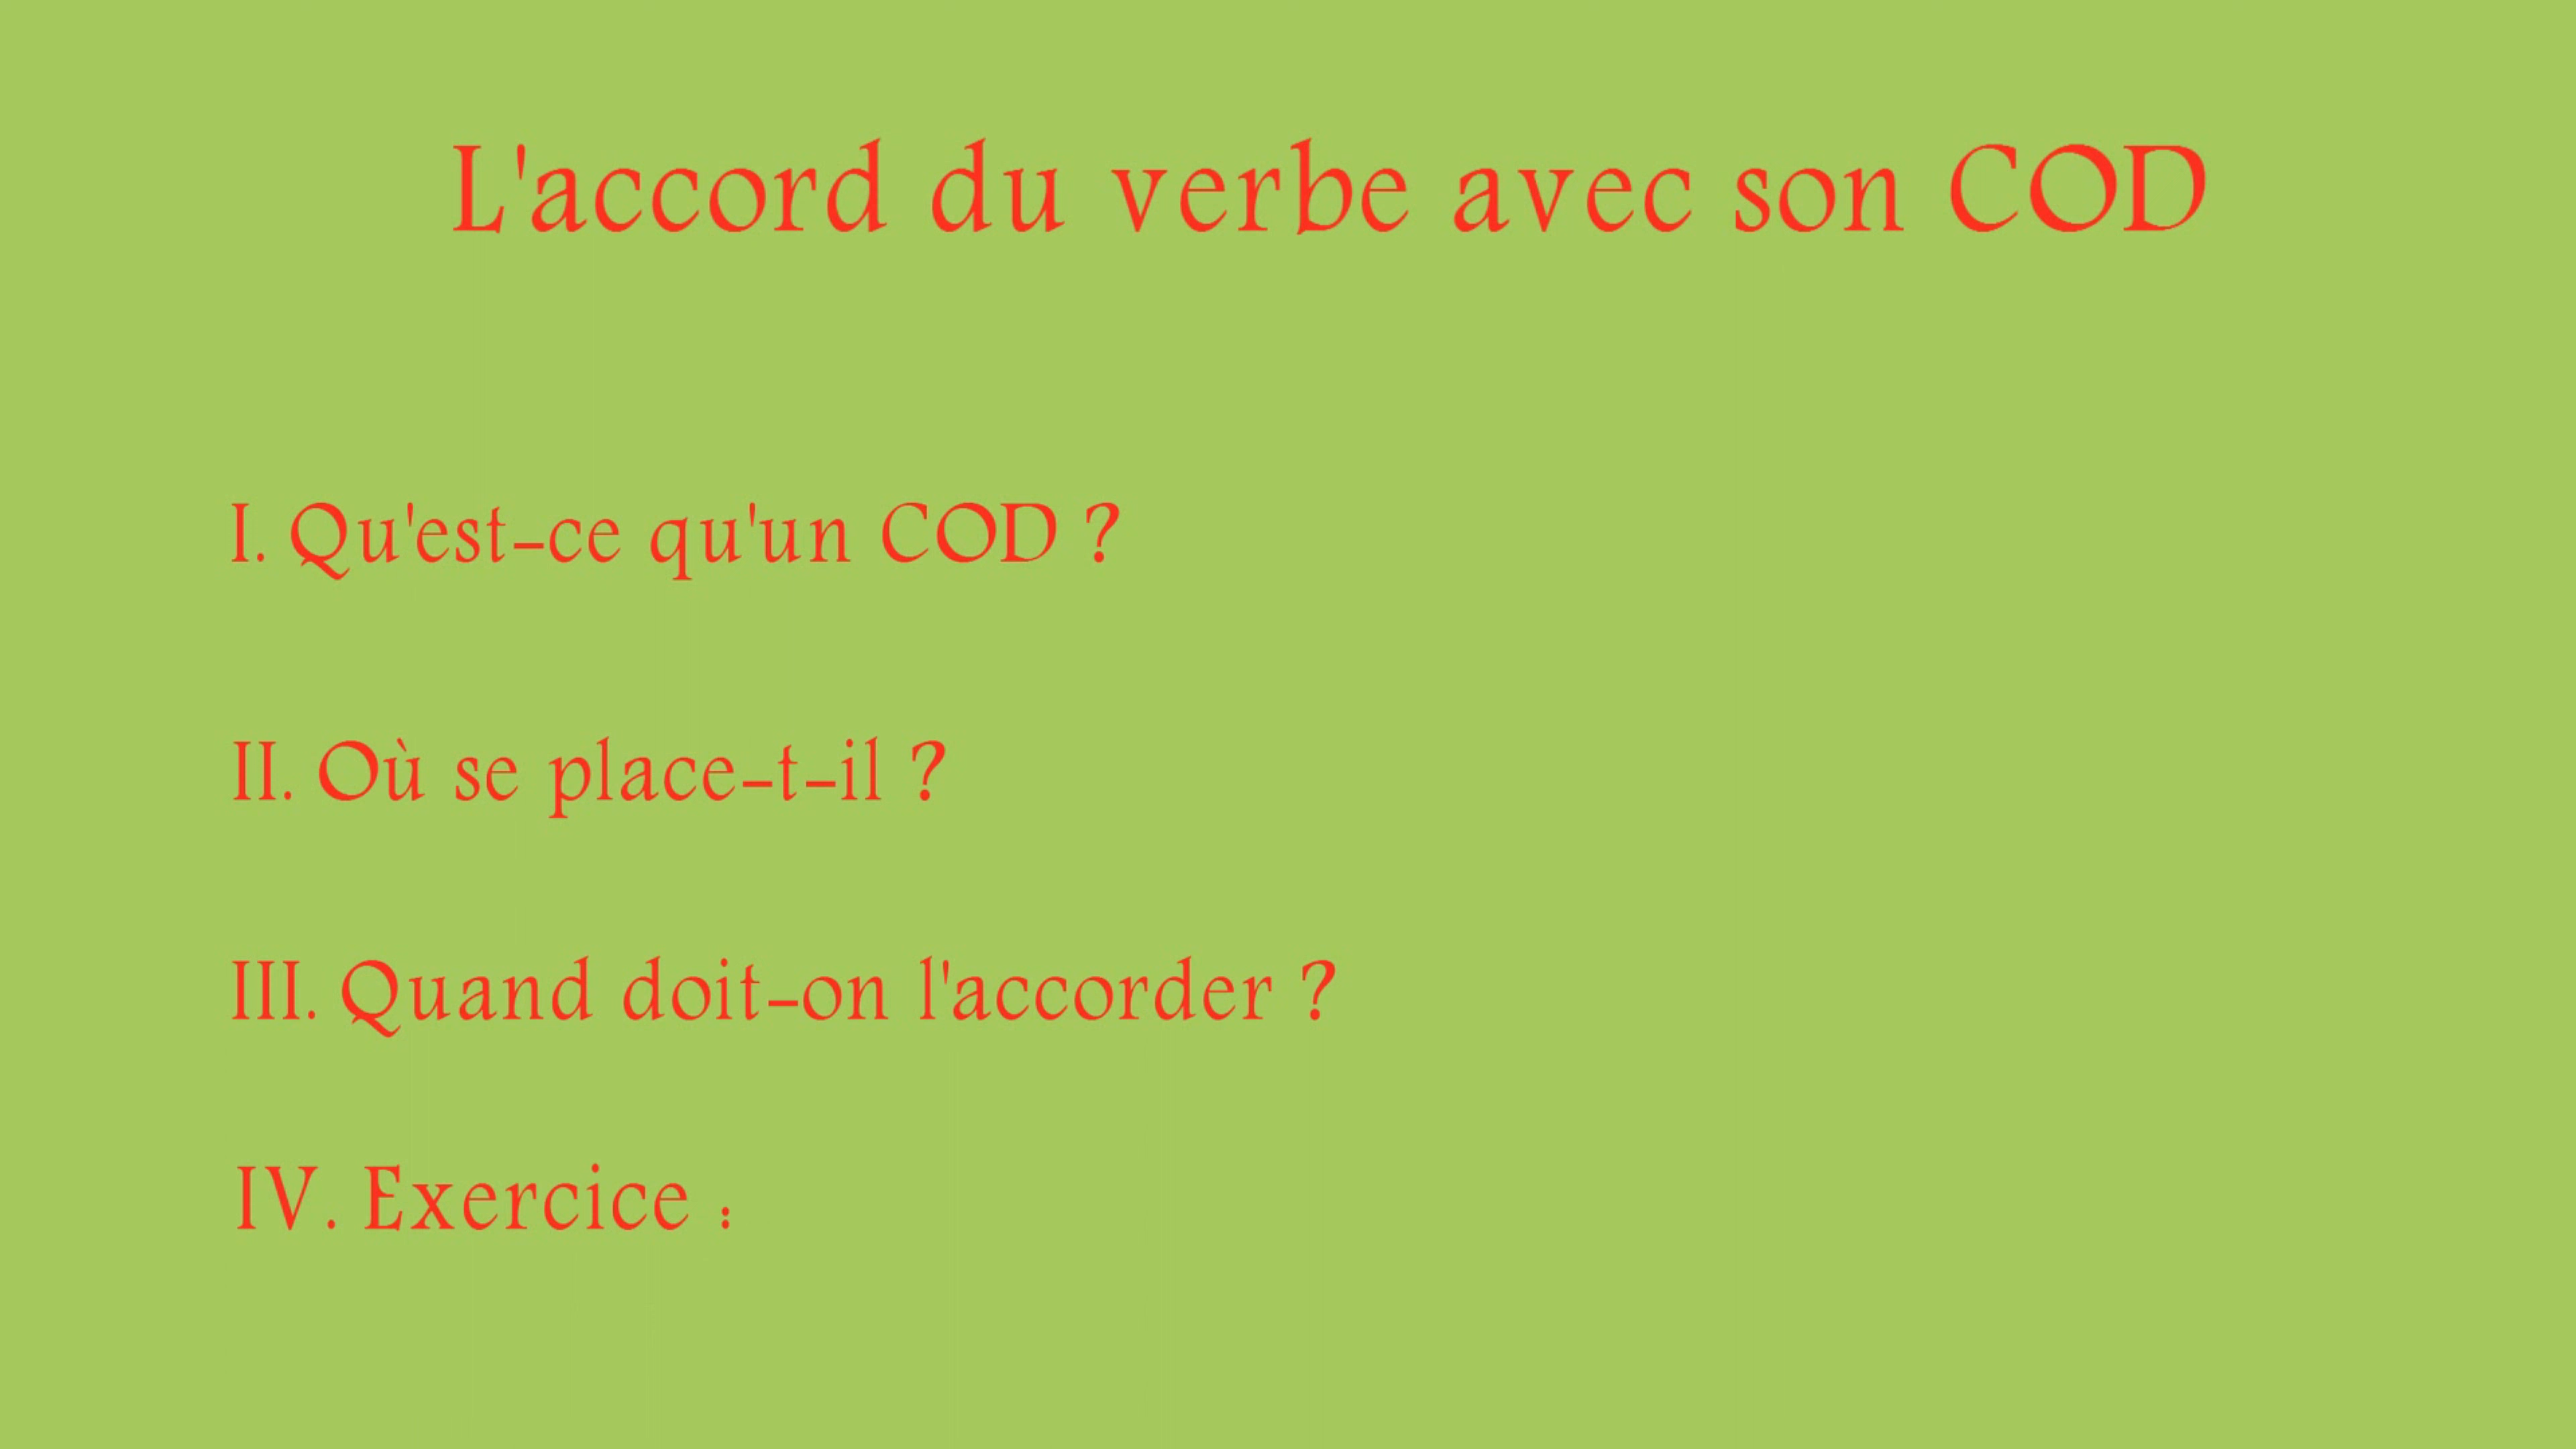 L'accord du verbe avec son COD
I. Qu'est-ce qu'un COD ?
II. Où se place-t-il ?
III. Quand doit-on l'accorder ?
IV. Exercice :